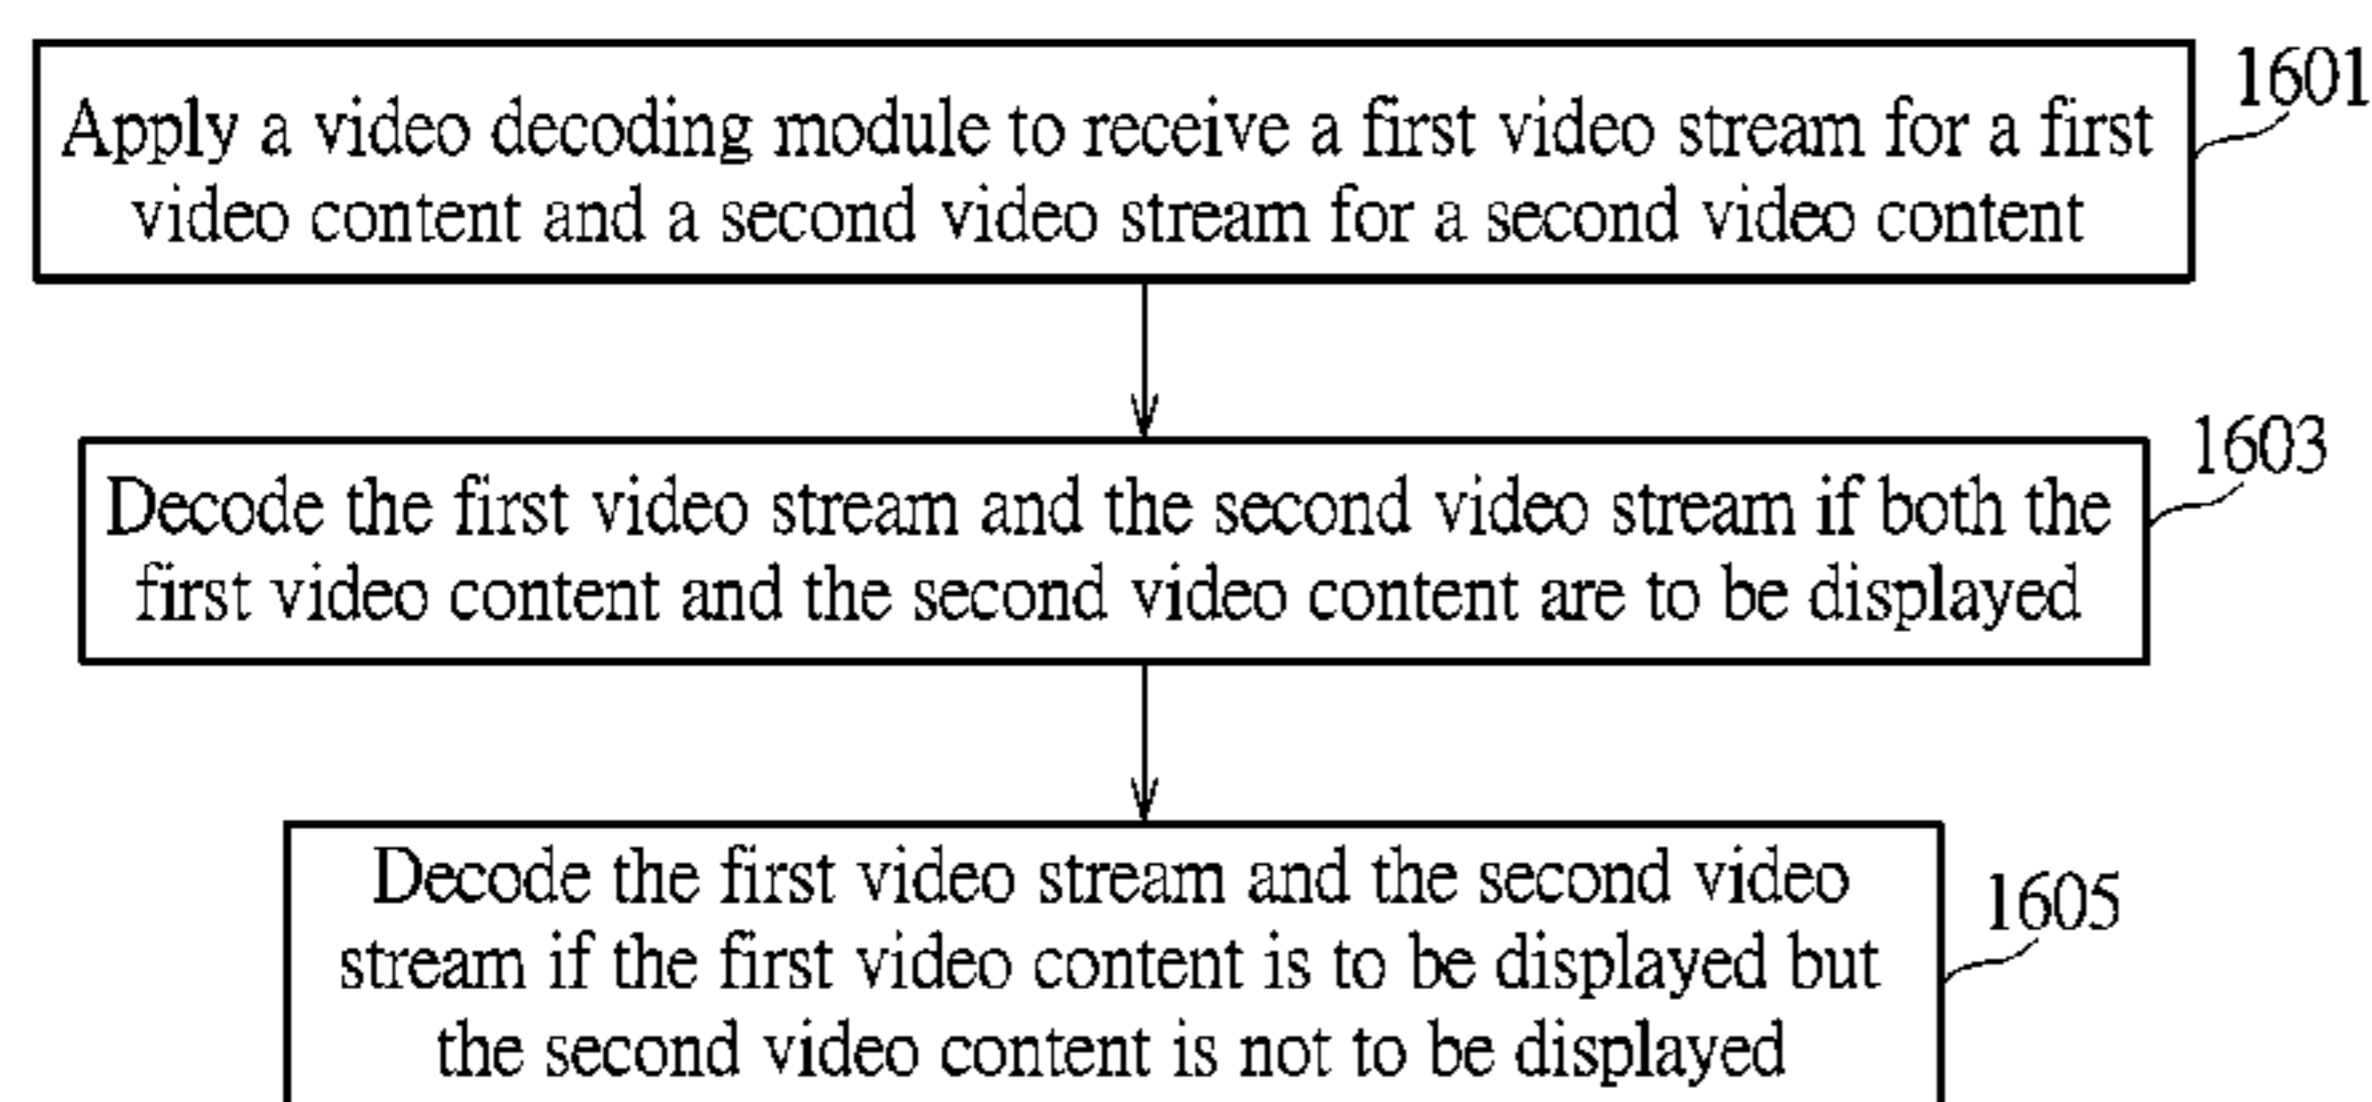 1601
Apply a video decoding module to receive a first video stream for a first
video content and a second video stream for a second video content
1603
Decode the first video stream and the second video stream if both the
first video content and the second video content are to be displayed
Decode the first video stream and the second video
1605
stream if the first video content is to be displayed but
the second video content is not to be displayed